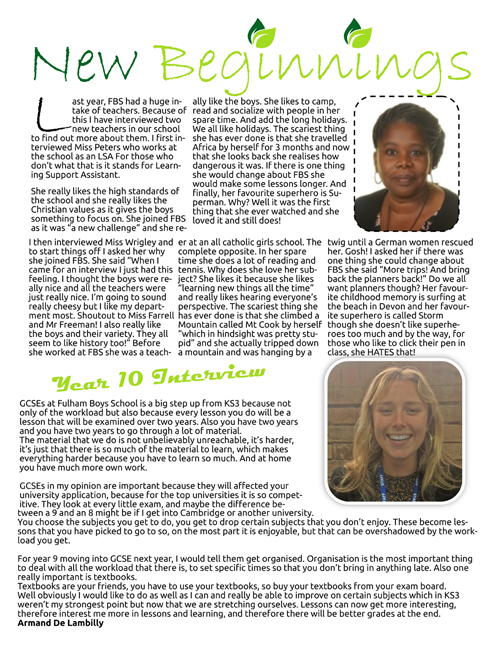 New Beginnings
Last year, FBS had a huge in-
take of teachers. Because of
this I have interviewed two
new teachers in our school
to find out more about them. I first in-
terviewed Miss Peters who works at
the school as an LSA For those who
don't what that is it stands for Learn-
ing Support Assistant.
She really likes the high standards of
the school and she really likes the
Christian values as it gives the boys
something to focus on. She joined FBS
as it was "a new challenge" and she re-
ally like the boys. She likes to camp,
read and socialize with people in her
spare time. And add the long holidays.
We all like holidays. The scariest thing
she has ever done is that she travelled
Africa by herself for 3 months and now
that she looks back she realises how
dangerous it was. If there is one thing
she would change about FBS she
would make some lessons longer. And
finally, her favourite superhero is Su-
perman. Why? Well it was the first
thing that she ever watched and she
loved it and still does!
I then interviewed Miss Wrigley and
to start things off I asked her why
she joined FBS. She said "When I
came for an interview I just had this
feeling. I thought the boys were re-
ally nice and all the teachers were
just really nice. I'm going to sound
really cheesy but I like my depart-
ment most. Shoutout to Miss Farrell
and Mr Freeman! I also really like
the boys and their variety. They all
seem to like history too!" Before
she worked at FBS she was a teach-
er at an all catholic girls school. The
complete opposite. In her spare
time she does a lot of reading and
tennis. Why does she love her sub-
ject? She likes it because she likes
"learning new things all the time"
and really likes hearing everyone's
perspective. The scariest thing she
has ever done is that she climbed a
Mountain called Mt Cook by herself
"which in hindsight was pretty stu-
pid" and she actually tripped down
a mountain and was hanging by a
twig until a German women rescued
her. Gosh! I asked her if there was
one thing she could change about
FBS she said "More trips! And bring
back the planners back!" Do we all
want planners though? Her favour-
ite childhood memory is surfing at
the beach in Devon and her favour-
ite superhero is called Storm
though she doesn't like superhe-
roes too much and by the way, for
those who like to click their pen in
class, she HATES that!
Year 10 Interview
GCSEs at Fulham Boys School is a big step up from KS3 because not
only of the workload but also because every lesson you do will be a
lesson that will be examined over two years. Also you have two years
and you have two years to go through a lot of material.
The material that we do is not unbelievably unreachable, it's harder,
it's just that there is so much of the material to learn, which makes
everything harder because you have to learn so much. And at home
you have much more own work.
GCSEs in my opinion are important because they will affected your
university application, because for the top universities it is so compet-
itive. They look at every little exam, and maybe the difference be-
tween a 9 and an 8 might be if I get into Cambridge or another university.
You choose the subjects you get to do, you get to drop certain subjects that you don't enjoy. These become les-
sons that you have picked to go to so, on the most part it is enjoyable, but that can be overshadowed by the work-
load you get.
For year 9 moving into GCSE next year, I would tell them get organised. Organisation is the most important thing
to deal with all the workload that there is, to set specific times so that you don't bring in anything late. Also one
really important is textbooks.
Textbooks are your friends, you have to use your textbooks, so buy your textbooks from your exam board.
Well obviously I would like to do as well as I can and really be able to improve on certain subjects which in KS3
weren't my strongest point but now that we are stretching ourselves. Lessons can now get more interesting,
therefore interest me more in lessons and learning, and therefore there will be better grades at the end.
Armand De Lambilly